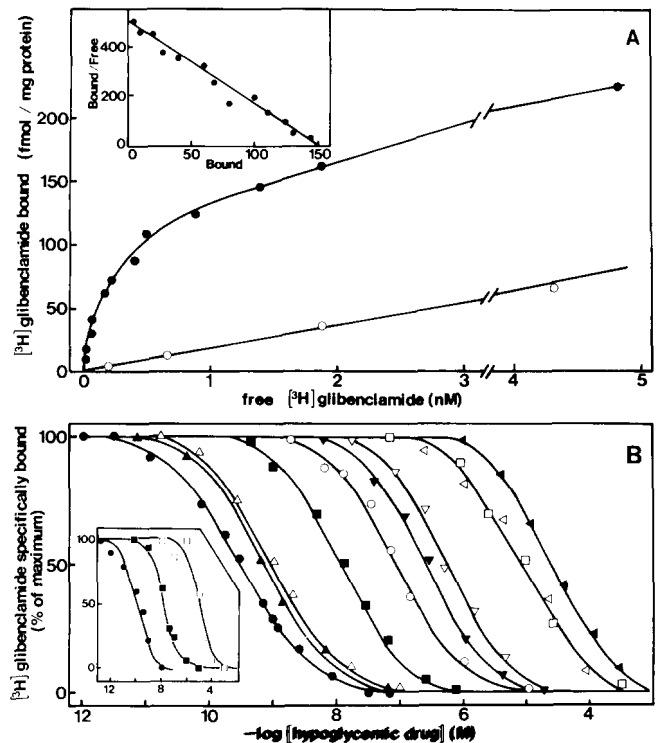 A
[³H] glibenclamide bound (fmol / mg protein)
200
150
100
50
0
Bound/Free
400
200
0
0 50 100 150
Bound
0 1 2 3 4 5
free [³H] glibenclamide (nM)
B
[³H] glibenclamide specifically bound
(% of maximum)
100
50
0
100
50
0
12 8 4
12 10 8 6 4
-log [hypoglycemic drug] (M)